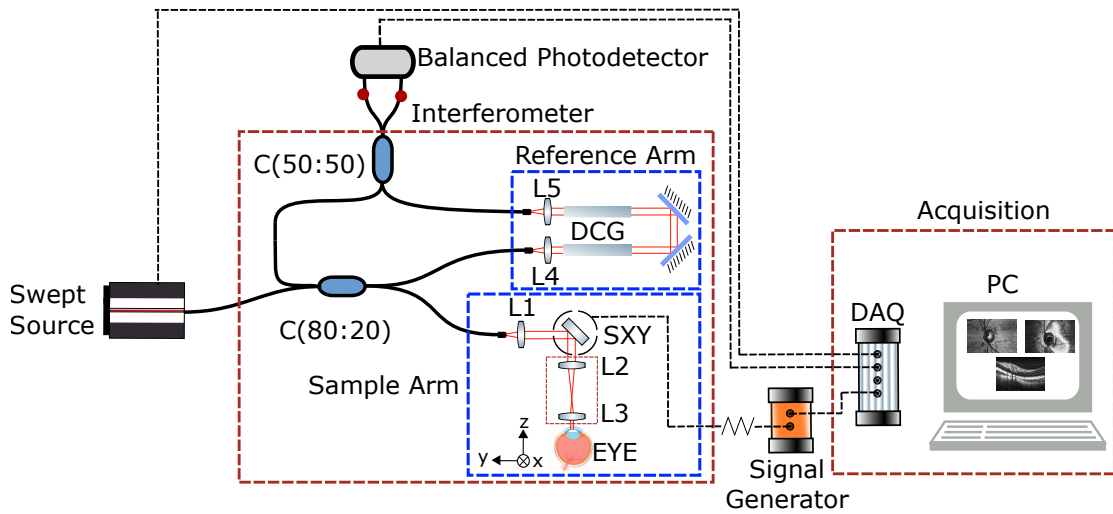 Balanced Photodetector
Interferometer
C(50:50)
Reference Arm
L5
DCG
L4
Acquisition
PC
Swept
Source
C(80:20)
L1
SXY
DAQ
L2
Sample Arm
L3
z
y
x
EYE
Signal
Generator